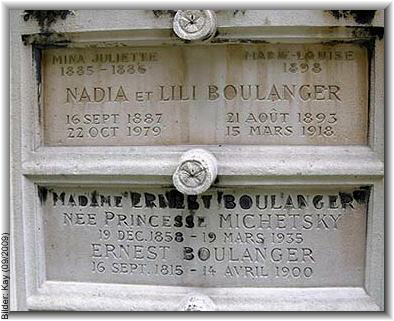 MINA JULIETTE MARIE-LOUISE
1885-1886 1898
NADIA ET LILI BOULANGER
16 SEPT 1887 21 AOÛT 1893
22 OCT 1979 15 MARS 1918
MADAME ERNEST BOULANGER
NÉE PRINCESSE MICHETSKY
19 DEC. 1858 - 19 MARS 1935
ERNEST BOULANGER
16 SEPT. 1815 - 14 AVRIL 1900
Bilder: Kay (09/2009)